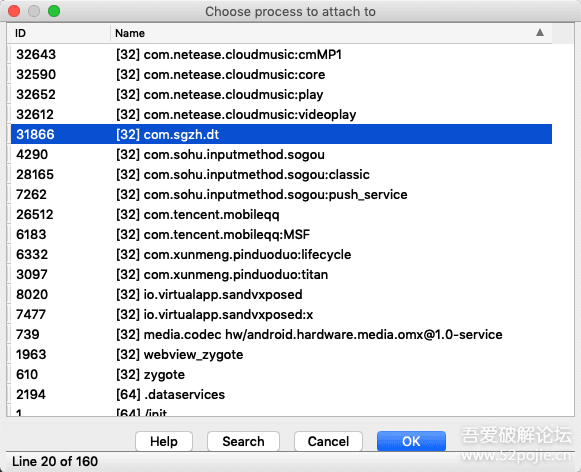 Choose process to attach to
ID Name
32643 [32] com.netease.cloudmusic:cmMP1
32590 [32] com.netease.cloudmusic:core
32652 [32] com.netease.cloudmusic:play
32612 [32] com.netease.cloudmusic:videoplay
31866 [32] com.sgzh.dt
4290 [32] com.sohu.inputmethod.sogou
28165 [32] com.sohu.inputmethod.sogou:classic
7262 [32] com.sohu.inputmethod.sogou:push_service
26512 [32] com.tencent.mobileqq
6183 [32] com.tencent.mobileqq:MSF
6332 [32] com.xunmeng.pinduoduo:lifecycle
3097 [32] com.xunmeng.pinduoduo:titan
8020 [32] io.virtualapp.sandvxposed
7477 [32] io.virtualapp.sandvxposed:x
739 [32] media.codec hw/android.hardware.media.omx@1.0-service
1963 [32] webview_zygote
610 [32] zygote
2194 [64] .dataservices
1 [64] /init
Help Search Cancel OK
Line 20 of 160
吾爱破解论坛
www.52pojie.cn